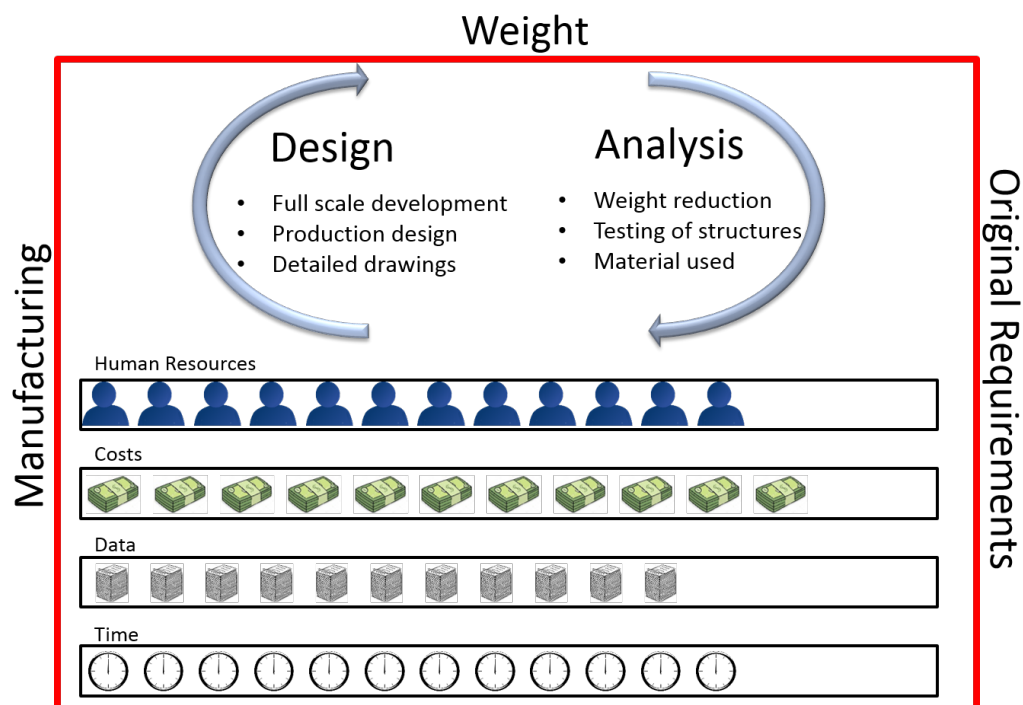 Weight
Manufacturing
Original Requirements
Design
• Full scale development
• Production design
• Detailed drawings
Analysis
• Weight reduction
• Testing of structures
• Material used
Human Resources
Costs
Data
Time